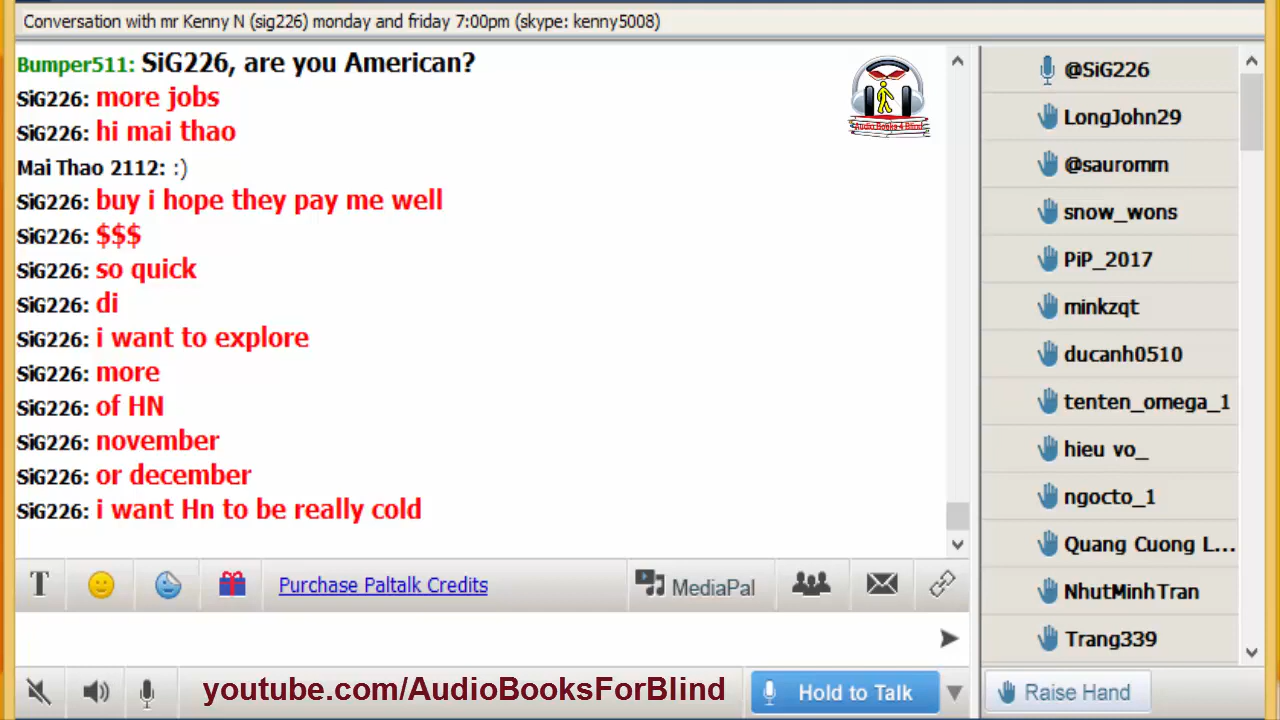 Conversation with mr Kenny N (sig226) monday and friday 7:00pm (skype: kenny5008)
Bumper511: SiG226, are you American?
SiG226: more jobs
SiG226: hi mai thao
Mai Thao 2112: :)
SiG226: buy i hope they pay me well
SiG226: $$$
SiG226: so quick
SiG226: di
SiG226: i want to explore
SiG226: more
SiG226: of HN
SiG226: november
SiG226: or december
SiG226: i want Hn to be really cold
Audio Books 4 Blind
@SiG226
LongJohn29
@sauromm
snow_wons
PiP_2017
minkzqt
ducanh0510
tenten_omega_1
hieu vo_
ngocto_1
Quang Cuong L...
NhutMinhTran
Trang339
T
Purchase Paltalk Credits
MediaPal
youtube.com/AudioBooksForBlind
Hold to Talk
Raise Hand